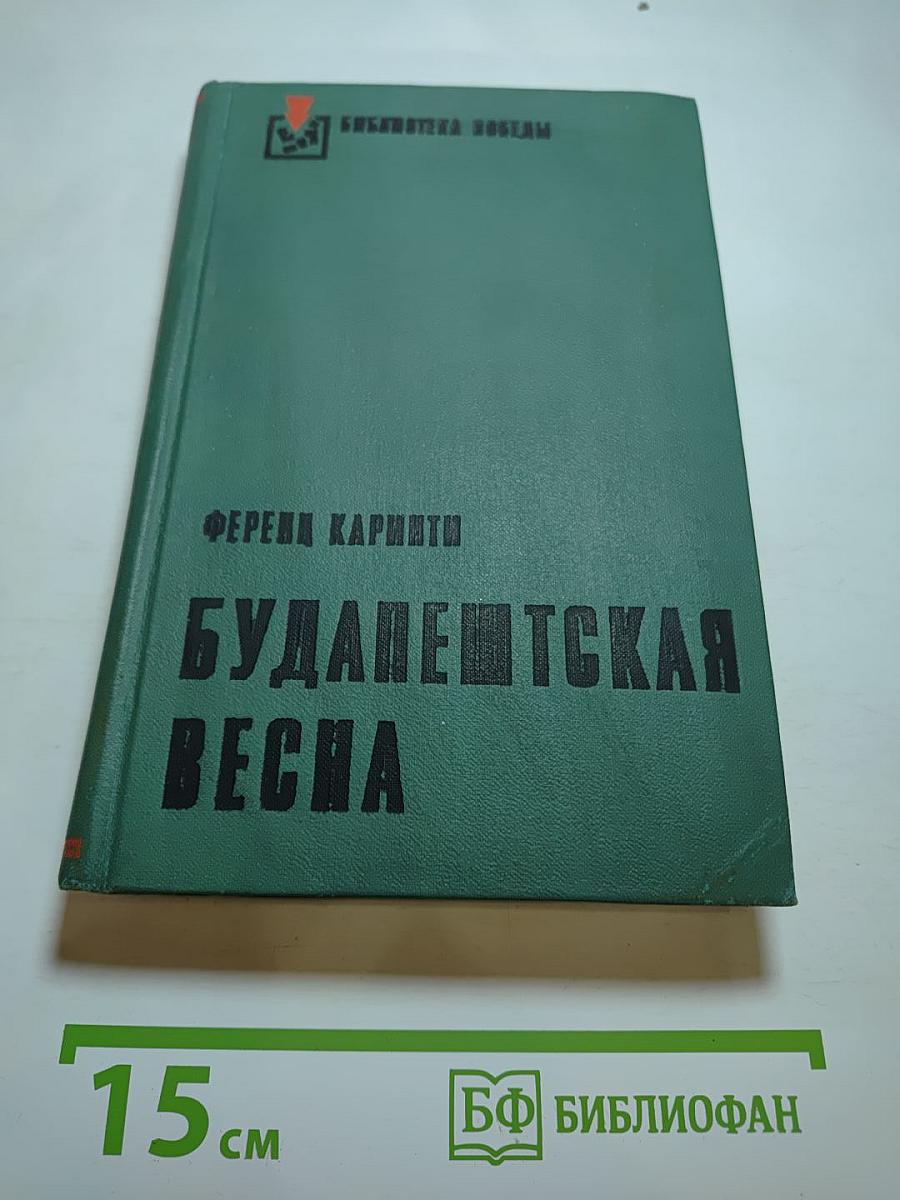 БИБЛИОТЕКА ПОБЕДЫ
ФЕРЕНЦ КАРИНТИ
БУДАПЕШТСКАЯ
ВЕСНА
15 см
БФ БИБЛИОФАН